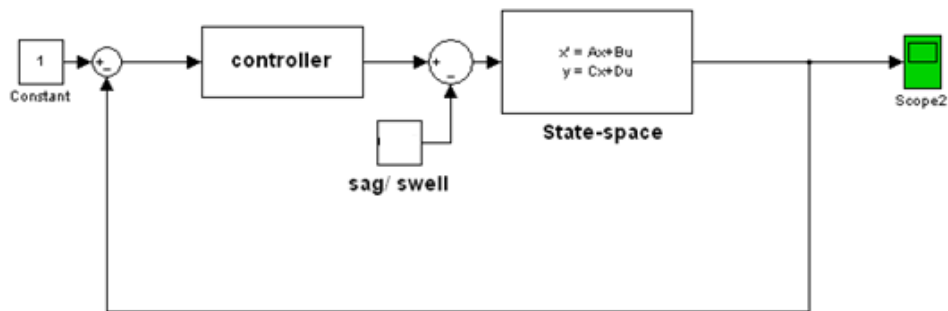 1
Constant
controller
sag/ swell
x' = Ax+Bu
y = Cx+Du
State-space
Scope2